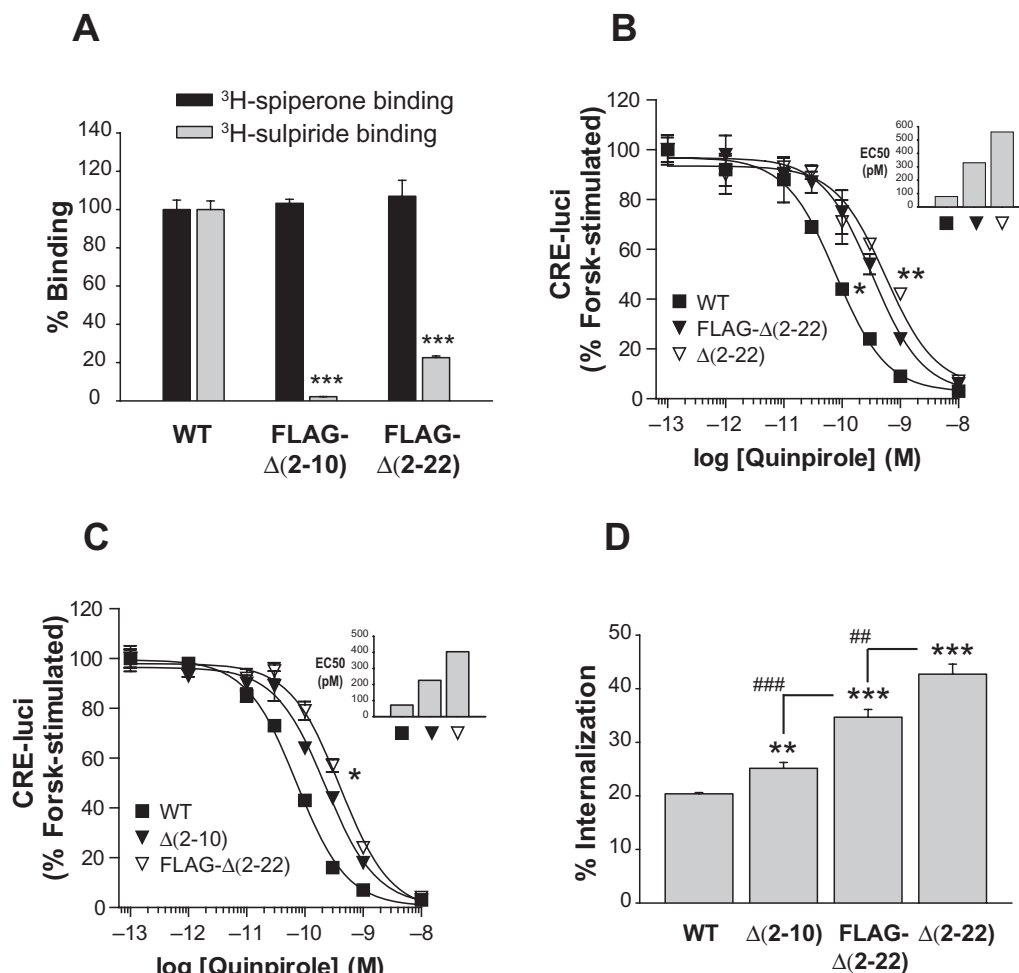 A
³H-spiperone binding
³H-sulpiride binding
140
120
100
80
60
40
20
0
% Binding
***
***
WT
FLAG-
Δ(2-10)
FLAG-
Δ(2-22)
B
120
100
80
60
40
20
0
CRE-luci
(% Forsk-stimulated)
600
500
400
300
200
100
0
EC50
(pM)
*
**
WT
FLAG-Δ(2-22)
Δ(2-22)
−13 −12 −11 −10 −9 −8
log [Quinpirole] (M)
C
120
100
80
60
40
20
0
CRE-luci
(% Forsk-stimulated)
500
400
300
200
100
0
EC50
(pM)
*
WT
Δ(2-10)
FLAG-Δ(2-22)
−13 −12 −11 −10 −9 −8
log [Quinpirole] (M)
D
50
40
30
20
10
0
% Internalization
##
###
***
***
**
WT Δ(2-10) FLAG- Δ(2-22)
Δ(2-22)